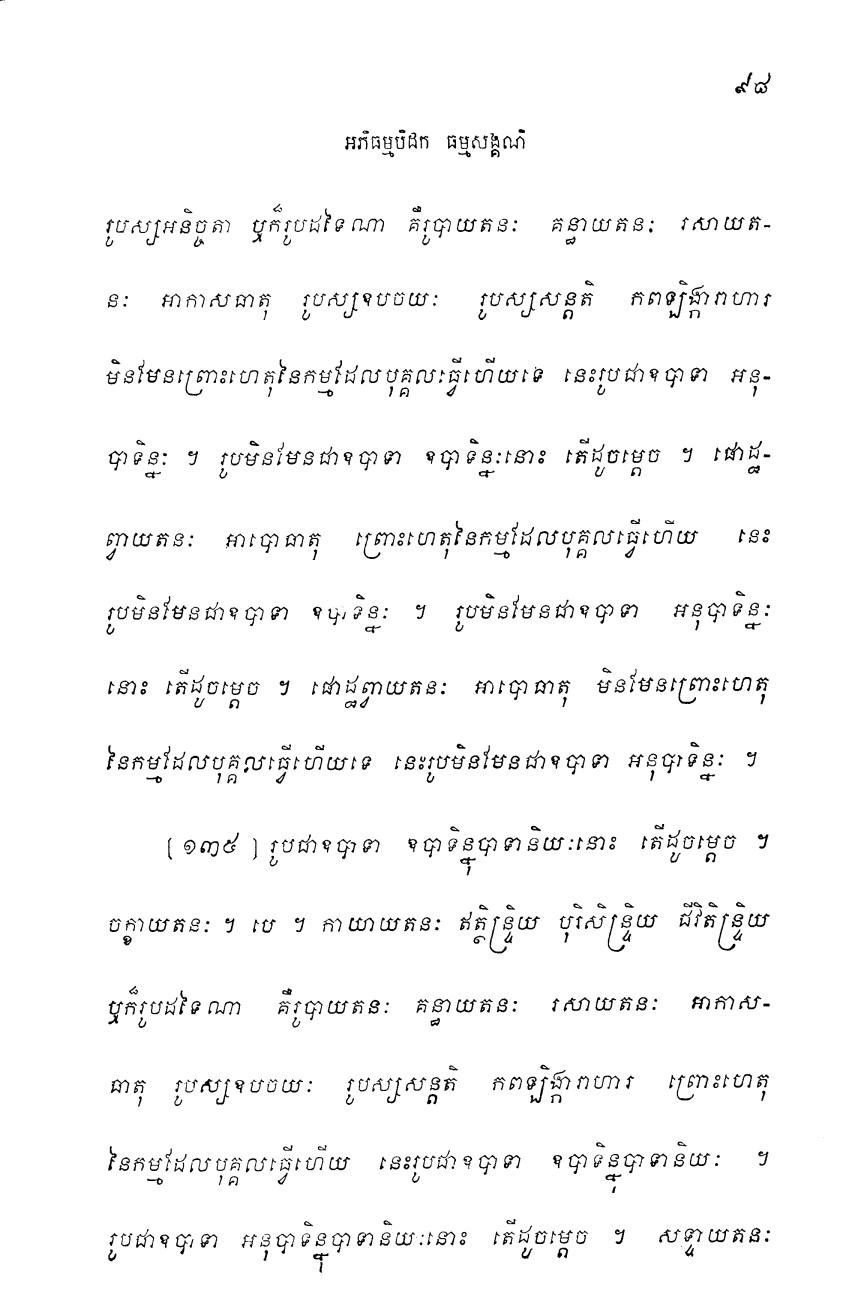 ៩៨
អភិធម្មបិដក ធម្មសង្គណិ
រូបស្សអនិច្ចតា ឬក៏រូបដទៃណា គឺរូបាយតនៈ គន្ធាយតនៈ រសាយត-
នៈ អាកាសធាតុ រូបស្សឧបចយៈ រូបស្សសន្តតិ កពឡិង្ការាហារ
មិនមែនព្រោះហេតុនៃកម្មដែលបុគ្គលធ្វើហើយទេ នេះរូបជាឧបាទា អនុ-
បាទិន្នៈ ។ រូបមិនមែនជាឧបាទា ឧបាទិន្នៈនោះ តើដូចម្តេច ។ ផោដ្ឋ-
ព្វាយតនៈ អាបោធាតុ ព្រោះហេតុនៃកម្មដែលបុគ្គលធ្វើហើយ នេះ
រូបមិនមែនជាឧបាទា ឧបាទិន្នៈ ។ រូបមិនមែនជាឧបាទា អនុបាទិន្នៈ
នោះ តើដូចម្តេច ។ ផោដ្ឋព្វាយតនៈ អាបោធាតុ មិនមែនព្រោះហេតុ
នៃកម្មដែលបុគ្គលធ្វើហើយទេ នេះរូបមិនមែនជាឧបាទា អនុបាទិន្នៈ ។
[ ១៣៥ ] រូបជាឧបាទា ឧបាទិន្នុបាទានិយៈនោះ តើដូចម្តេច ។
ចក្ខាយតនៈ ។ បេ ។ កាយាយតនៈ ឥត្ថិន្ទ្រិយ បុរិសិន្ទ្រិយ ជីវិតិន្ទ្រិយ
ឬក៏រូបដទៃណា គឺរូបាយតនៈ គន្ធាយតនៈ រសាយតនៈ អាកាស-
ធាតុ រូបស្សឧបចយៈ រូបស្សសន្តតិ កពឡិង្ការាហារ ព្រោះហេតុ
នៃកម្មដែលបុគ្គលធ្វើហើយ នេះរូបជាឧបាទា ឧបាទិន្នុបាទានិយៈ ។
រូបជាឧបាទា អនុបាទិន្នុបាទានិយៈនោះ តើដូចម្តេច ។ សទ្ទាយតនៈ